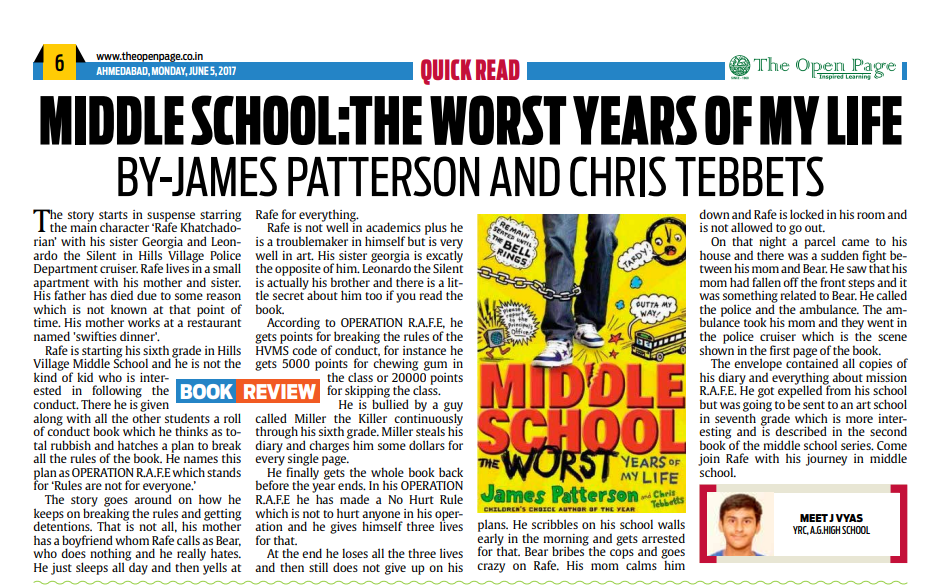 6
www.theopenpage.co.in
AHMEDABAD, MONDAY, JUNE 5, 2017
QUICK READ
The Open Page
Inspired Learning
MIDDLE SCHOOL:THE WORST YEARS OF MY LIFE
BY-JAMES PATTERSON AND CHRIS TEBBETS
The story starts in suspense starring
the main character 'Rafe Khatchado-
rian' with his sister Georgia and Leon-
ardo the Silent in Hills Village Police
Department cruiser. Rafe lives in a small
apartment with his mother and sister.
His father has died due to some reason
which is not known at that point of
time. His mother works at a restaurant
named 'swifties dinner'.
Rafe is starting his sixth grade in Hills
Village Middle School and he is not the
kind of kid who is inter-
ested in following the
conduct. There he is given
along with all the other students a roll
of conduct book which he thinks as to-
tal rubbish and hatches a plan to break
all the rules of the book. He names this
plan as OPERATION R.A.F.E which stands
for 'Rules are not for everyone.'
The story goes around on how he
keeps on breaking the rules and getting
detentions. That is not all, his mother
has a boyfriend whom Rafe calls as Bear,
who does nothing and he really hates.
He just sleeps all day and then yells at
BOOK REVIEW
Rafe for everything.
Rafe is not well in academics plus he
is a troublemaker in himself but is very
well in art. His sister georgia is excatly
the opposite of him. Leonardo the Silent
is actually his brother and there is a lit-
tle secret about him too if you read the
book.
According to OPERATION R.A.F.E, he
gets points for breaking the rules of the
HVMS code of conduct, for instance he
gets 5000 points for chewing gum in
the class or 20000 points
for skipping the class.
He is bullied by a guy
called Miller the Killer continuously
through his sixth grade. Miller steals his
diary and charges him some dollars for
every single page.
He finally gets the whole book back
before the year ends. In his OPERATION
R.A.F.E he has made a No Hurt Rule
which is not to hurt anyone in his oper-
ation and he gives himself three lives
for that.
At the end he loses all the three lives
and then still does not give up on his
REMAIN
SEATED UNTIL
THE BELL
RINGS.
TARDY!
Please
report
to the
Principal's
Office!
OUTTA MY
WAY!
MIDDLE
SCHOOL
THE WORST YEARS OF
MY LIFE
James Patterson and Chris
Tebbetts
CHILDREN'S CHOICE AUTHOR OF THE YEAR
plans. He scribbles on his school walls
early in the morning and gets arrested
for that. Bear bribes the cops and goes
crazy on Rafe. His mom calms him
down and Rafe is locked in his room and
is not allowed to go out.
On that night a parcel came to his
house and there was a sudden fight be-
tween his mom and Bear. He saw that his
mom had fallen off the front steps and it
was something related to Bear. He called
the police and the ambulance. The am-
bulance took his mom and they went in
the police cruiser which is the scene
shown in the first page of the book.
The envelope contained all copies of
his diary and everything about mission
R.A.F.E. He got expelled from his school
but was going to be sent to an art school
in seventh grade which is more inter-
esting and is described in the second
book of the middle school series. Come
join Rafe with his journey in middle
school.
MEET J VYAS
YRC, A.G.HIGH SCHOOL